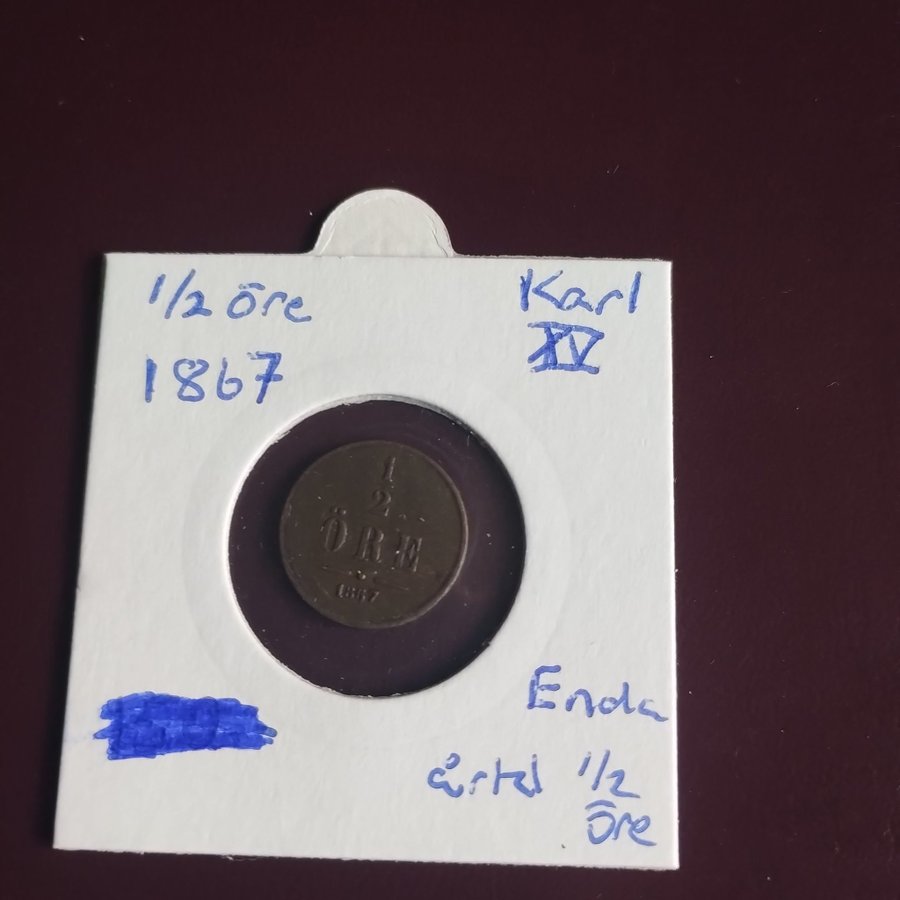 1/2 öre
1867
Karl
XV
1
2
ÖRE
1867
Enda
årtal 1/2
öre